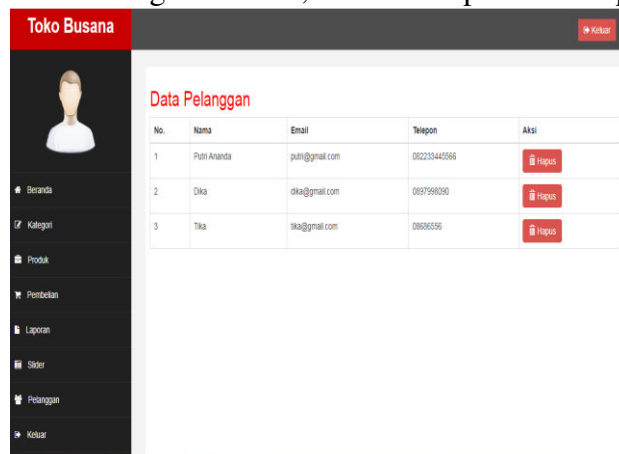 Toko Busana
Keluar
Data Pelanggan
No. Nama Email Telepon Aksi
1 Putri Ananda putri@gmail.com 082233445566 Hapus
2 Dika dika@gmail.com 0897998090 Hapus
3 Tika tika@gmail.com 08686556 Hapus
Beranda
Kategori
Produk
Pembelian
Laporan
Slider
Pelanggan
Keluar